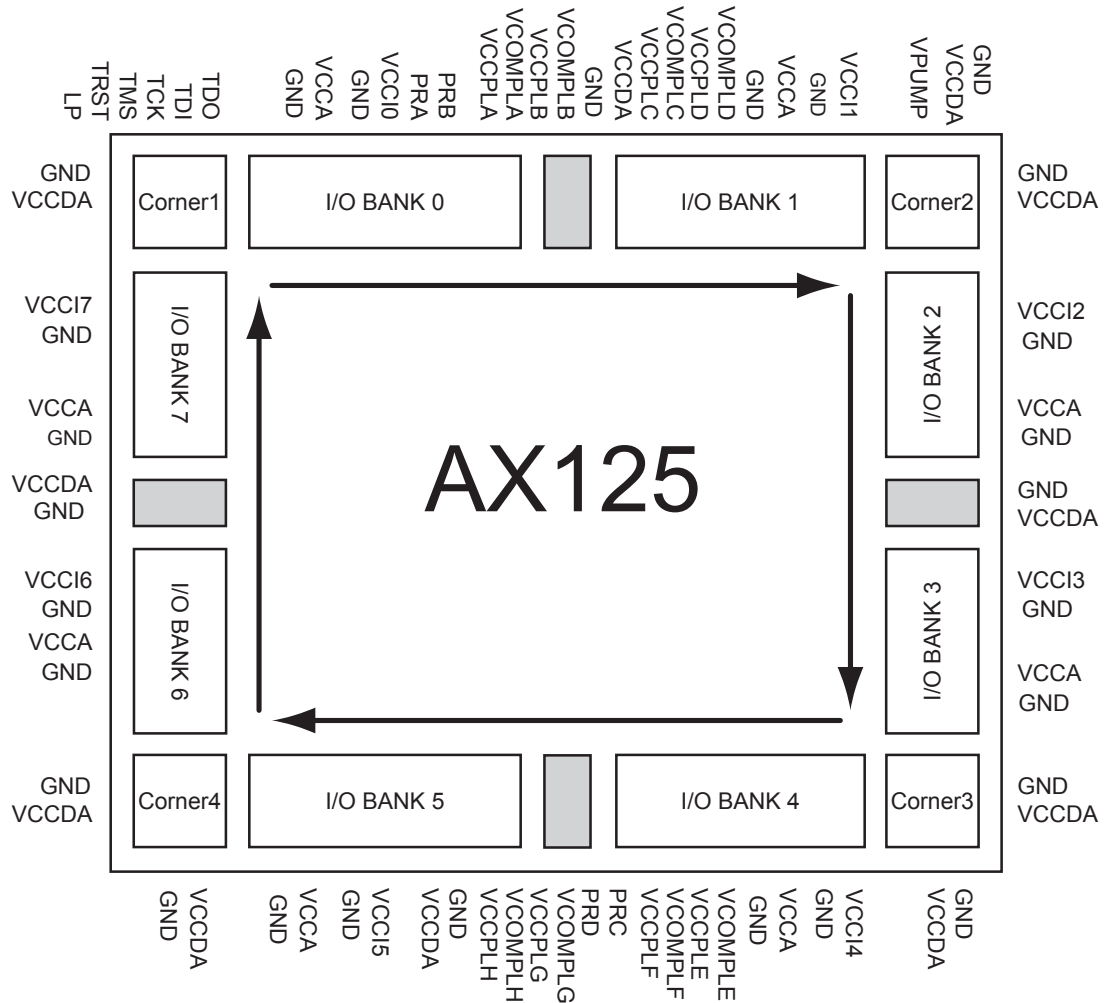 LP
TRST
TMS
TCK
TDI
TDO
GND
VCCA
GND
VCCI0
PRA
PRB
VCCPLA
VCOMPLA
VCCPLB
VCOMPLB
GND
VCCDA
VCCPLC
VCOMPLC
VCCPLD
VCOMPLD
GND
VCCA
GND
VCCI1
VPUMP
VCCDA
GND
GND
VCCDA
Corner1
I/O BANK 0
I/O BANK 1
Corner2
GND
VCCDA
VCCI7
GND
VCCA
GND
I/O BANK 7
I/O BANK 2
VCCI2
GND
VCCA
GND
AX125
VCCDA
GND
GND
VCCDA
VCCI6
GND
VCCA
GND
I/O BANK 6
I/O BANK 3
VCCI3
GND
VCCA
GND
GND
VCCDA
Corner4
I/O BANK 5
I/O BANK 4
Corner3
GND
VCCDA
GND
VCCDA
GND
VCCA
GND
VCCI5
VCCDA
GND
VCCPLH
VCOMPLH
VCCPLG
VCOMPLG
PRD
PRC
VCCPLF
VCOMPLF
VCCPLE
VCOMPLE
GND
VCCA
GND
VCCI4
VCCDA
GND